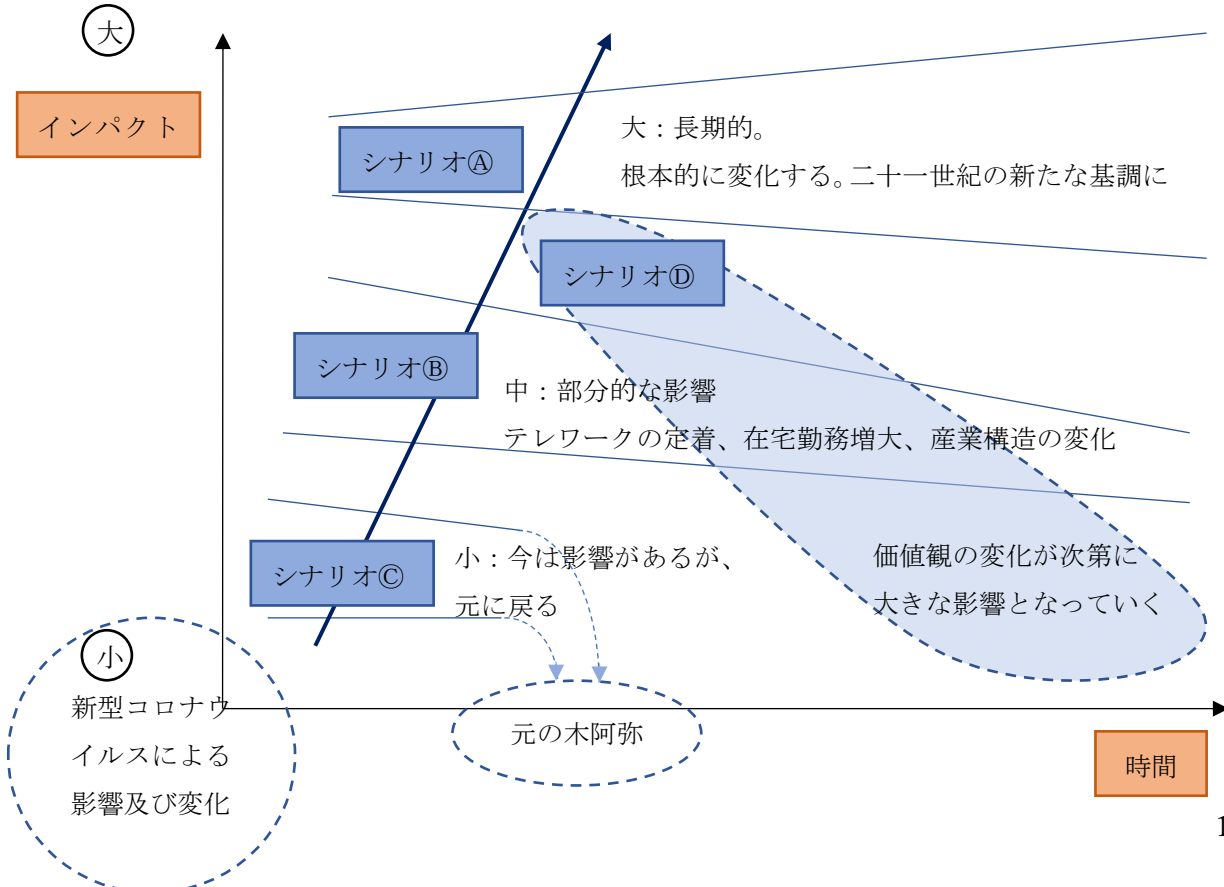 大
インパクト
シナリオⒶ
大：長期的。
根本的に変化する。二十一世紀の新たな基調に
シナリオⒹ
シナリオⒷ
中：部分的な影響
テレワークの定着、在宅勤務増大、産業構造の変化
シナリオⒸ
小：今は影響があるが、
元に戻る
価値観の変化が次第に
大きな影響となっていく
小
新型コロナウ
イルスによる
影響及び変化
元の木阿弥
時間
1